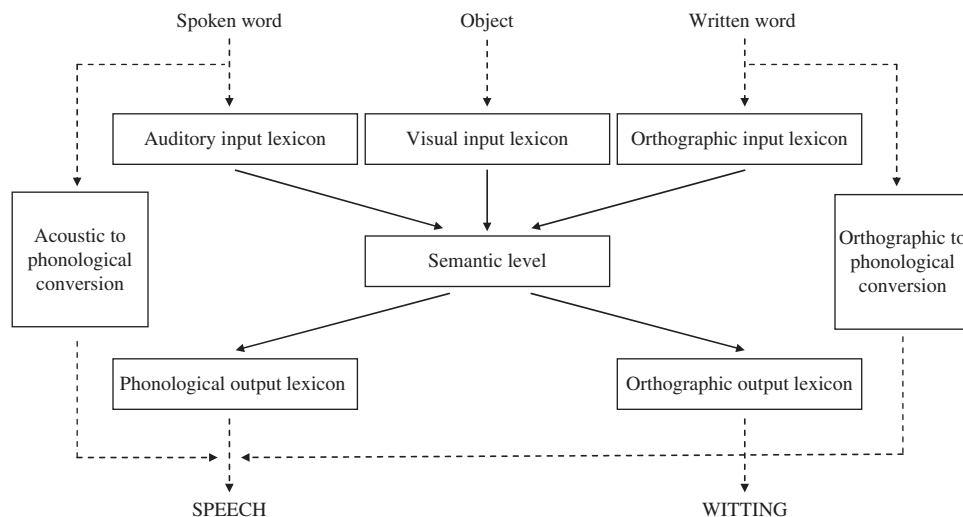 Spoken word
Object
Written word
Auditory input lexicon
Visual input lexicon
Orthographic input lexicon
Acoustic to
phonological
conversion
Semantic level
Orthographic to
phonological
conversion
Phonological output lexicon
Orthographic output lexicon
SPEECH
WITTING